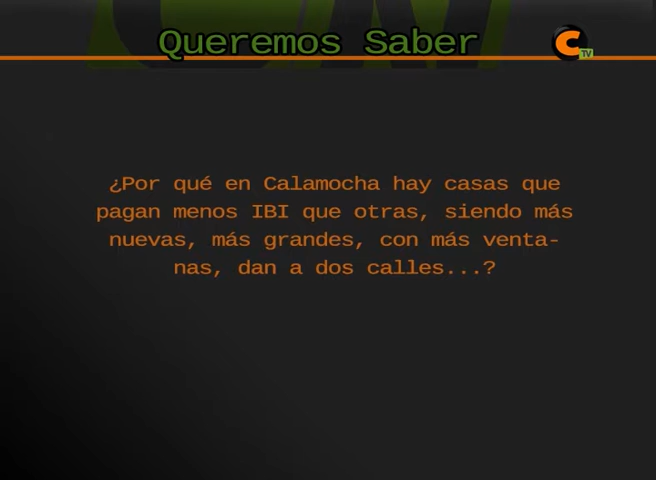 Queremos Saber
C
TV
¿Por qué en Calamocha hay casas que
pagan menos IBI que otras, siendo más
nuevas, más grandes, con más venta-
nas, dan a dos calles...?